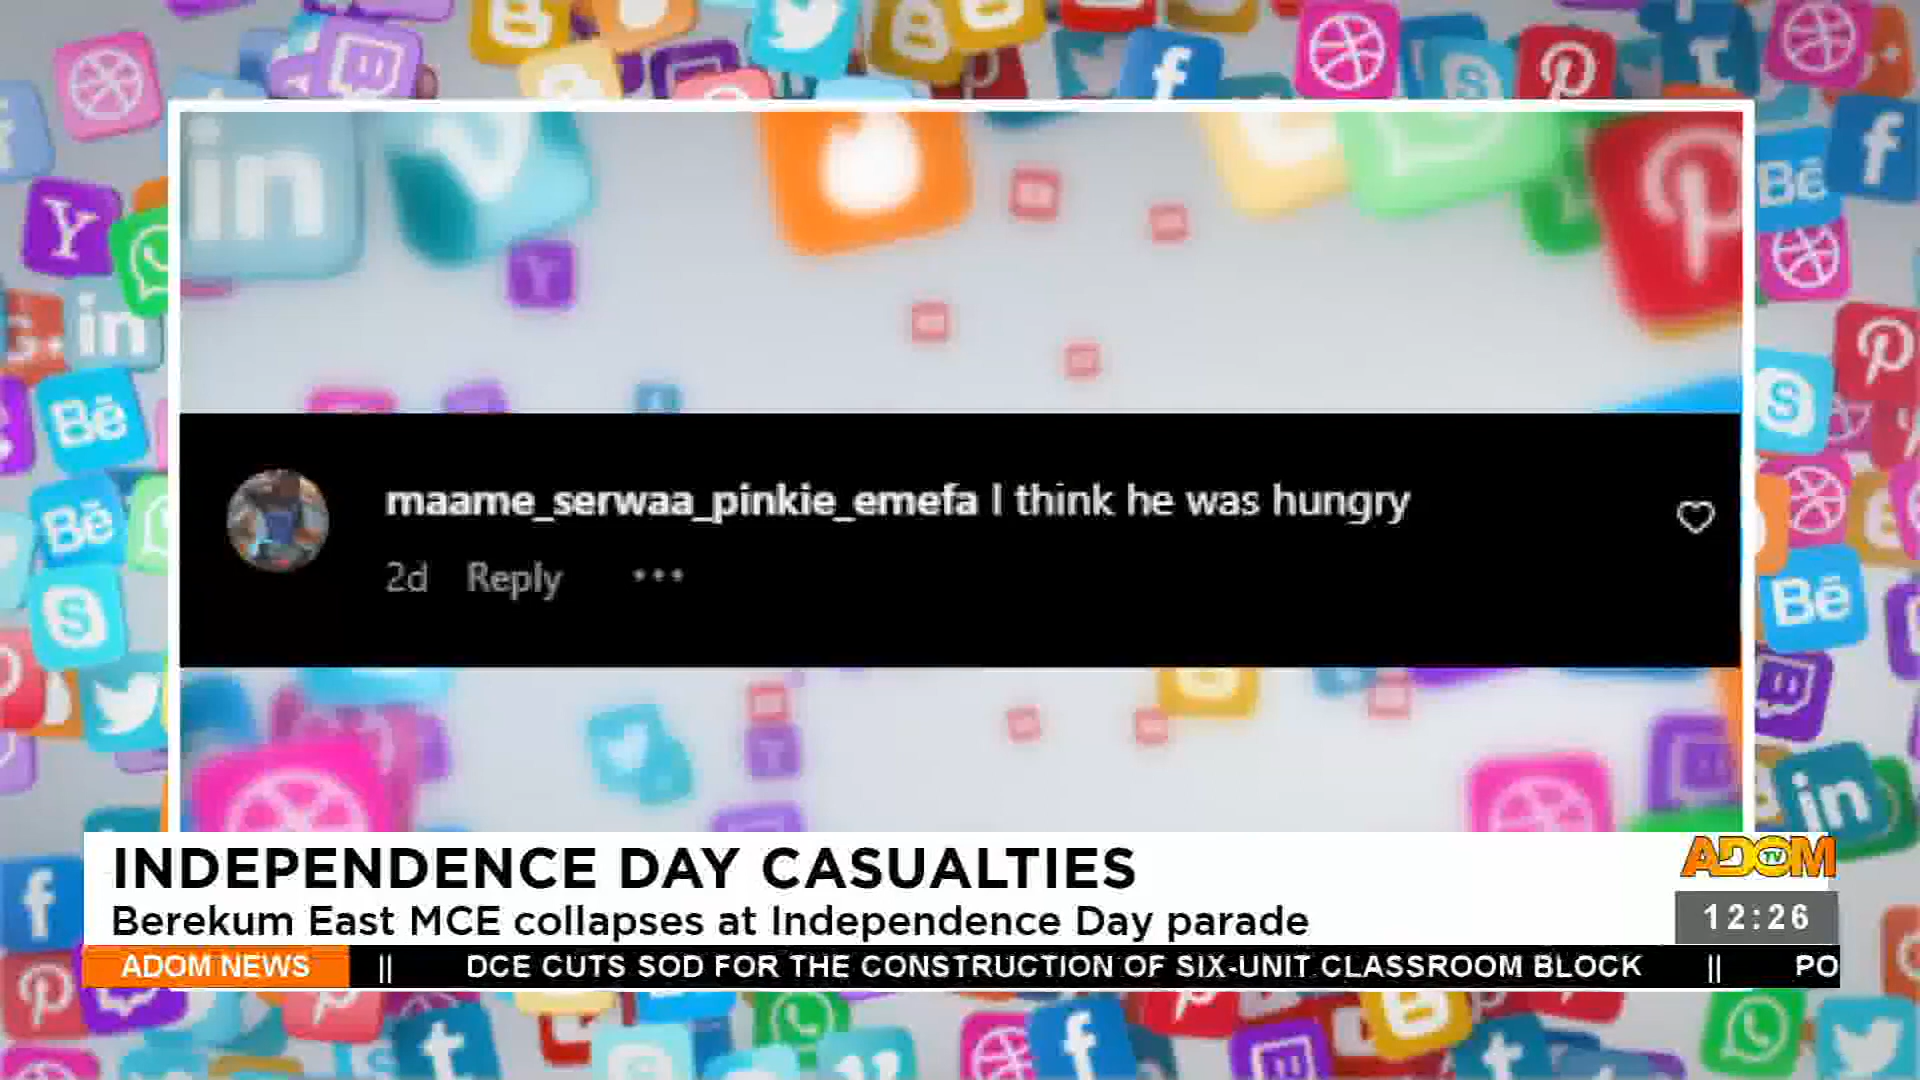 maame_serwaa_pinkie_emefa I think he was hungry
2d Reply •••
INDEPENDENCE DAY CASUALTIES
ADOM TV
Berekum East MCE collapses at Independence Day parade
12:26
ADOM NEWS || DCE CUTS SOD FOR THE CONSTRUCTION OF SIX-UNIT CLASSROOM BLOCK || PO